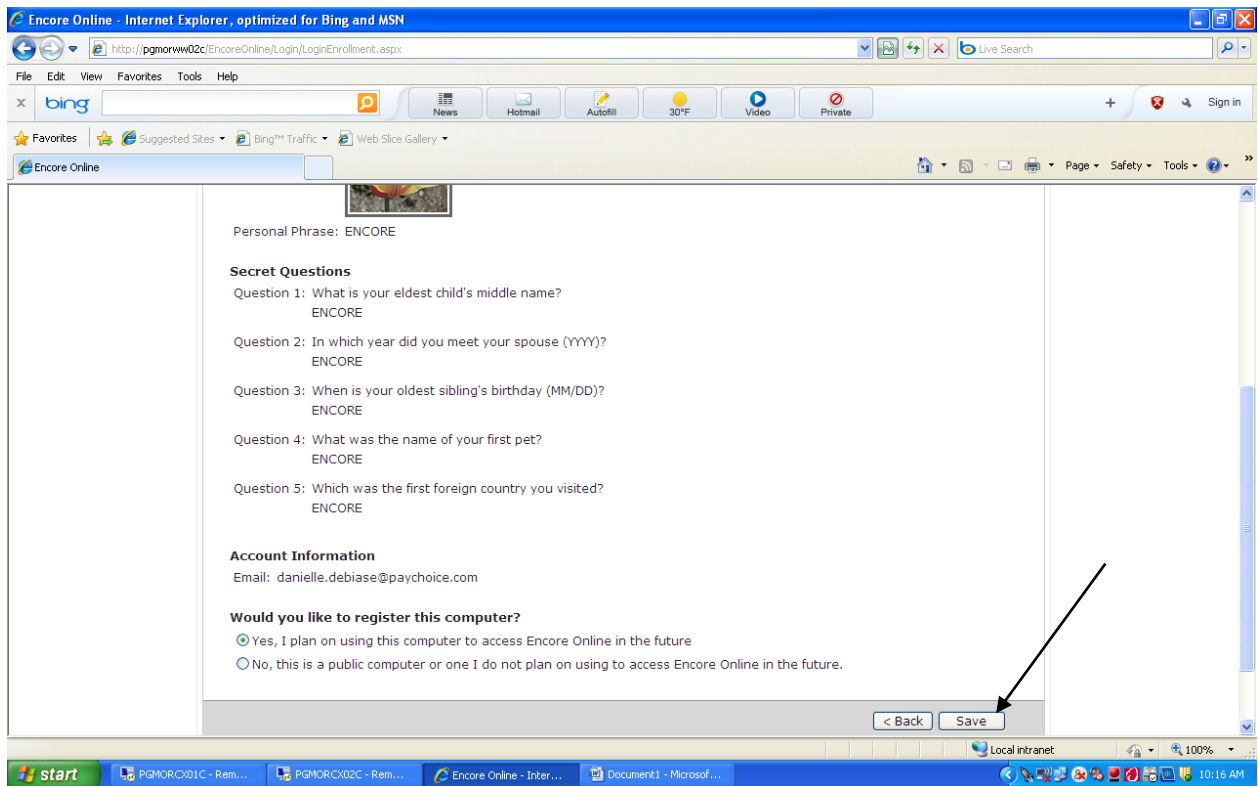 Encore Online - Internet Explorer, optimized for Bing and MSN
http://pgmorww02c/EncoreOnline/Login/LoginEnrollment.aspx
Live Search
File Edit View Favorites Tools Help
x bing News Hotmail Autofill 30°F Video Private + Sign in
Favorites Suggested Sites Bing™ Traffic Web Slice Gallery
Encore Online Page Safety Tools »
Personal Phrase: ENCORE
Secret Questions
Question 1: What is your eldest child's middle name?
ENCORE
Question 2: In which year did you meet your spouse (YYYY)?
ENCORE
Question 3: When is your oldest sibling's birthday (MM/DD)?
ENCORE
Question 4: What was the name of your first pet?
ENCORE
Question 5: Which was the first foreign country you visited?
ENCORE
Account Information
Email: danielle.debiase@paychoice.com
Would you like to register this computer?
Yes, I plan on using this computer to access Encore Online in the future
No, this is a public computer or one I do not plan on using to access Encore Online in the future.
< Back Save
Local intranet 100%
start PGMORCX01C - Rem... PGMORCX02C - Rem... Encore Online - Inter... Document1 - Microsof... 10:16 AM